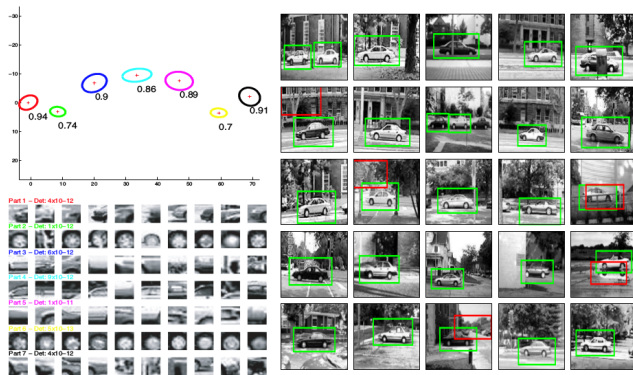 -30
-20
-10
0
10
20
0.94
0.74
0.9
0.86
0.89
0.7
0.91
0 10 20 30 40 50 60 70
Part 1 – Det: 4x10–12
Part 2 – Det: 1x10–12
Part 3 – Det: 6x10–12
Part 5 – Det: 1x10–11
Part 7 – Det: 4x10–12